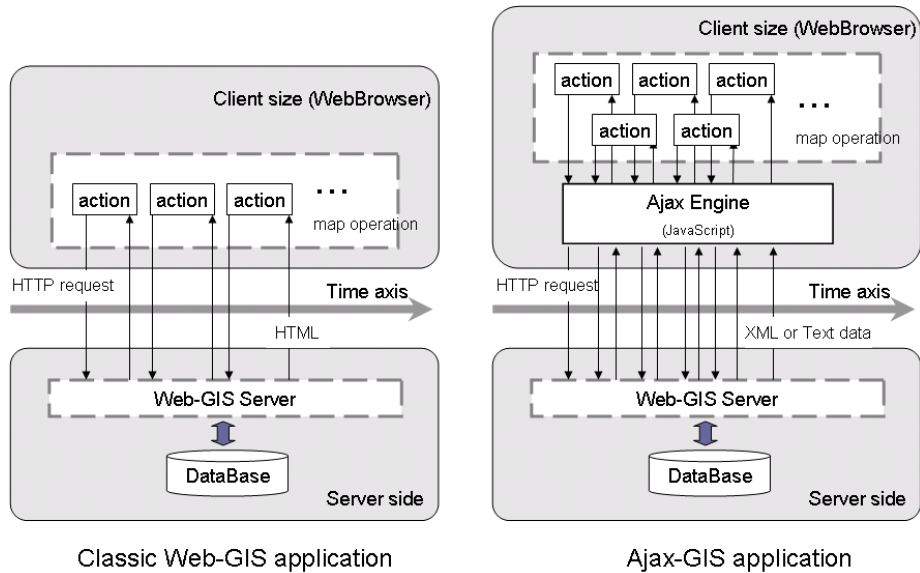 Client size (WebBrowser)
action action action ...
map operation
HTTP request
Time axis
HTML
Web-GIS Server
DataBase
Server side
Classic Web-GIS application
Client size (WebBrowser)
action action action
...
action action
map operation
Ajax Engine
(JavaScript)
HTTP request
Time axis
XML or Text data
Web-GIS Server
DataBase
Server side
Ajax-GIS application